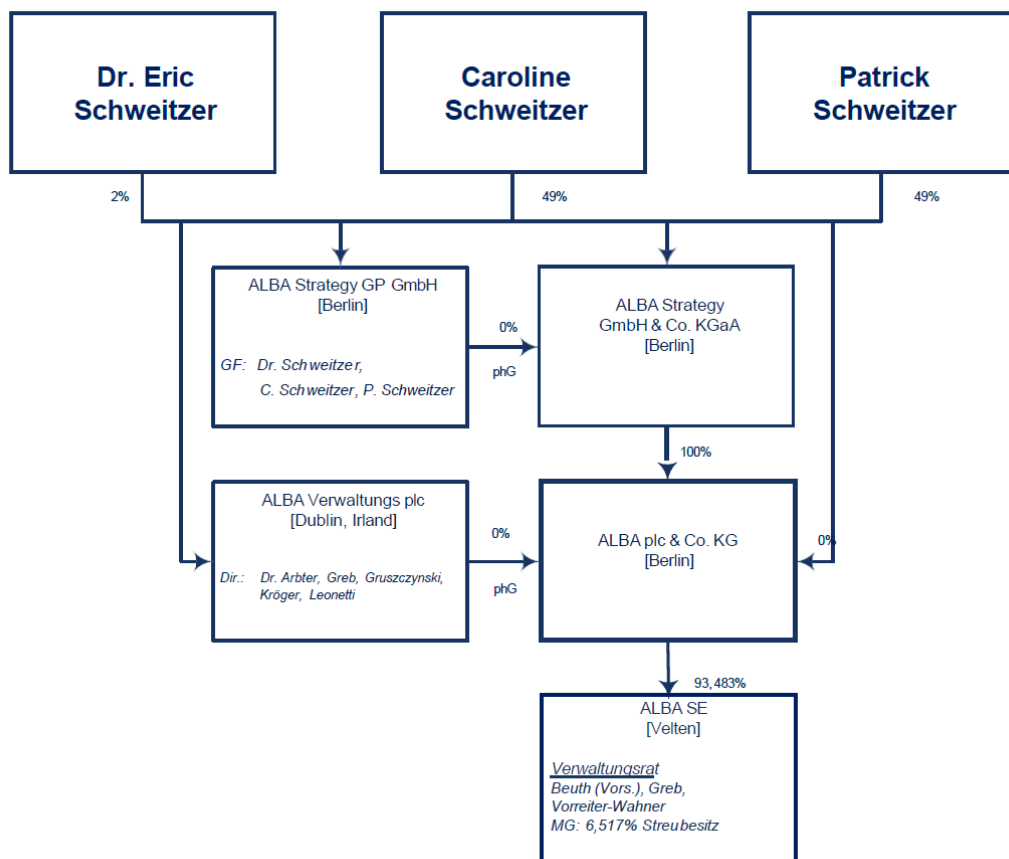 Dr. Eric
Schweitzer
Caroline
Schweitzer
Patrick
Schweitzer
2%
49%
49%
ALBA Strategy GP GmbH
[Berlin]
GF: Dr. Schweitzer,
C. Schweitzer, P. Schweitzer
0%
phG
ALBA Strategy
GmbH & Co. KGaA
[Berlin]
100%
ALBA Verwaltungs plc
[Dublin, Irland]
Dir.: Dr. Arbter, Greb, Gruszczynski,
Kröger, Leonetti
0%
phG
ALBA plc & Co. KG
[Berlin]
0%
93,483%
ALBA SE
[Velten]
Verwaltungsrat
Beuth (Vors.), Greb,
Vorreiter-Wahner
MG: 6,517% Streubesitz